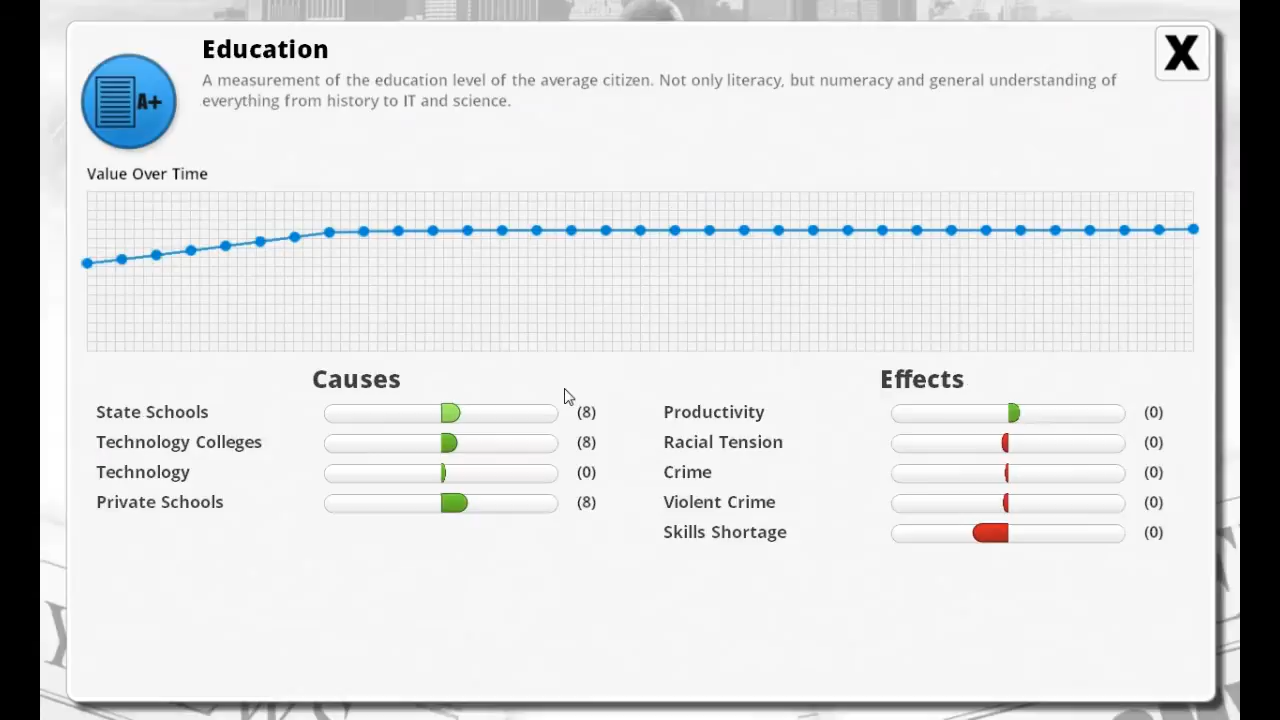 Education
X
A measurement of the education level of the average citizen. Not only literacy, but numeracy and general understanding of
everything from history to IT and science.
A+
Value Over Time
Causes
Effects
State Schools (8)
Productivity (0)
Technology Colleges (8)
Racial Tension (0)
Technology (0)
Crime (0)
Private Schools (8)
Violent Crime (0)
Skills Shortage (0)